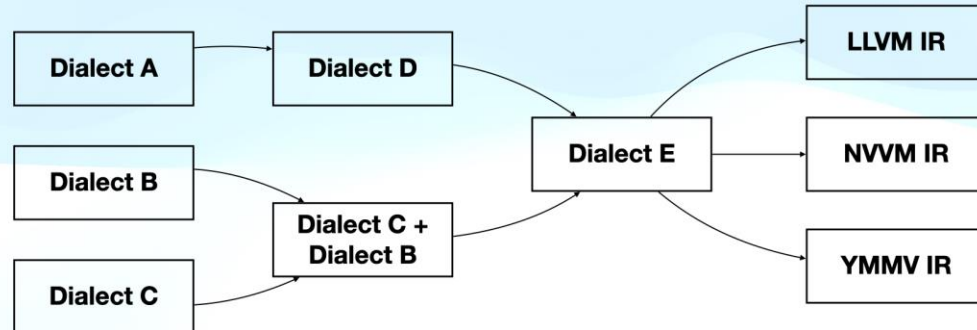 Dialect A
Dialect D
LLVM IR
Dialect B
Dialect E
NVVM IR
Dialect C +
Dialect B
Dialect C
YMMV IR